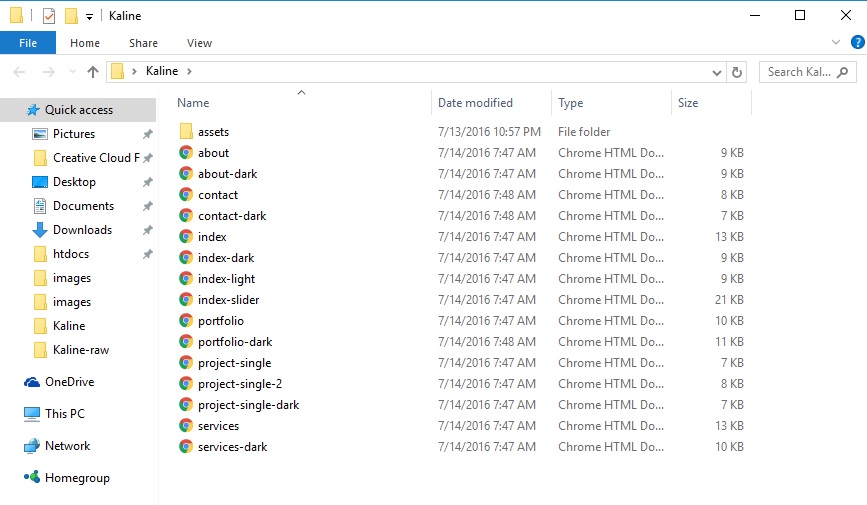 Kaline
File Home Share View
Kaline Search Kal...
Name Date modified Type Size
Quick access
Pictures
Creative Cloud F
Desktop
Documents
Downloads
htdocs
images
images
Kaline
Kaline-raw
OneDrive
This PC
Network
Homegroup
assets 7/13/2016 10:57 PM File folder
about 7/14/2016 7:47 AM Chrome HTML Do... 9 KB
about-dark 7/14/2016 7:47 AM Chrome HTML Do... 9 KB
contact 7/14/2016 7:48 AM Chrome HTML Do... 8 KB
contact-dark 7/14/2016 7:48 AM Chrome HTML Do... 7 KB
index 7/14/2016 7:47 AM Chrome HTML Do... 13 KB
index-dark 7/14/2016 7:47 AM Chrome HTML Do... 9 KB
index-light 7/14/2016 7:47 AM Chrome HTML Do... 9 KB
index-slider 7/14/2016 7:47 AM Chrome HTML Do... 21 KB
portfolio 7/14/2016 7:47 AM Chrome HTML Do... 10 KB
portfolio-dark 7/14/2016 7:48 AM Chrome HTML Do... 11 KB
project-single 7/14/2016 7:47 AM Chrome HTML Do... 7 KB
project-single-2 7/14/2016 7:47 AM Chrome HTML Do... 8 KB
project-single-dark 7/14/2016 7:47 AM Chrome HTML Do... 7 KB
services 7/14/2016 7:47 AM Chrome HTML Do... 13 KB
services-dark 7/14/2016 7:47 AM Chrome HTML Do... 10 KB